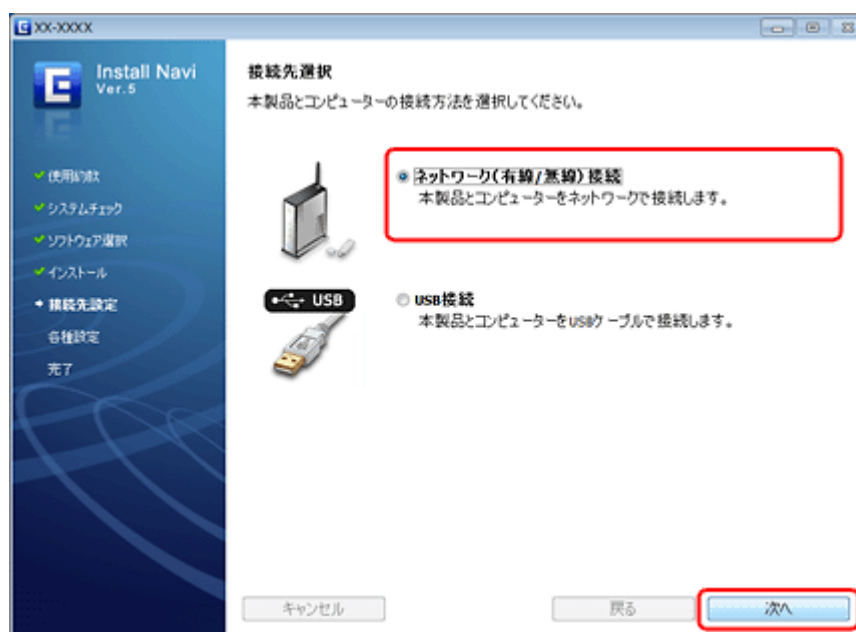 XX-XXXX
Install Navi
Ver.5
使用約款
システムチェック
ソフトウェア選択
インストール
接続先設定
各種設定
完了
接続先選択
本製品とコンピューターの接続方法を選択してください。
ネットワーク(有線/無線)接続
本製品とコンピューターをネットワークで接続します。
USB
USB接続
本製品とコンピューターをUSBケーブルで接続します。
キャンセル
戻る
次へ